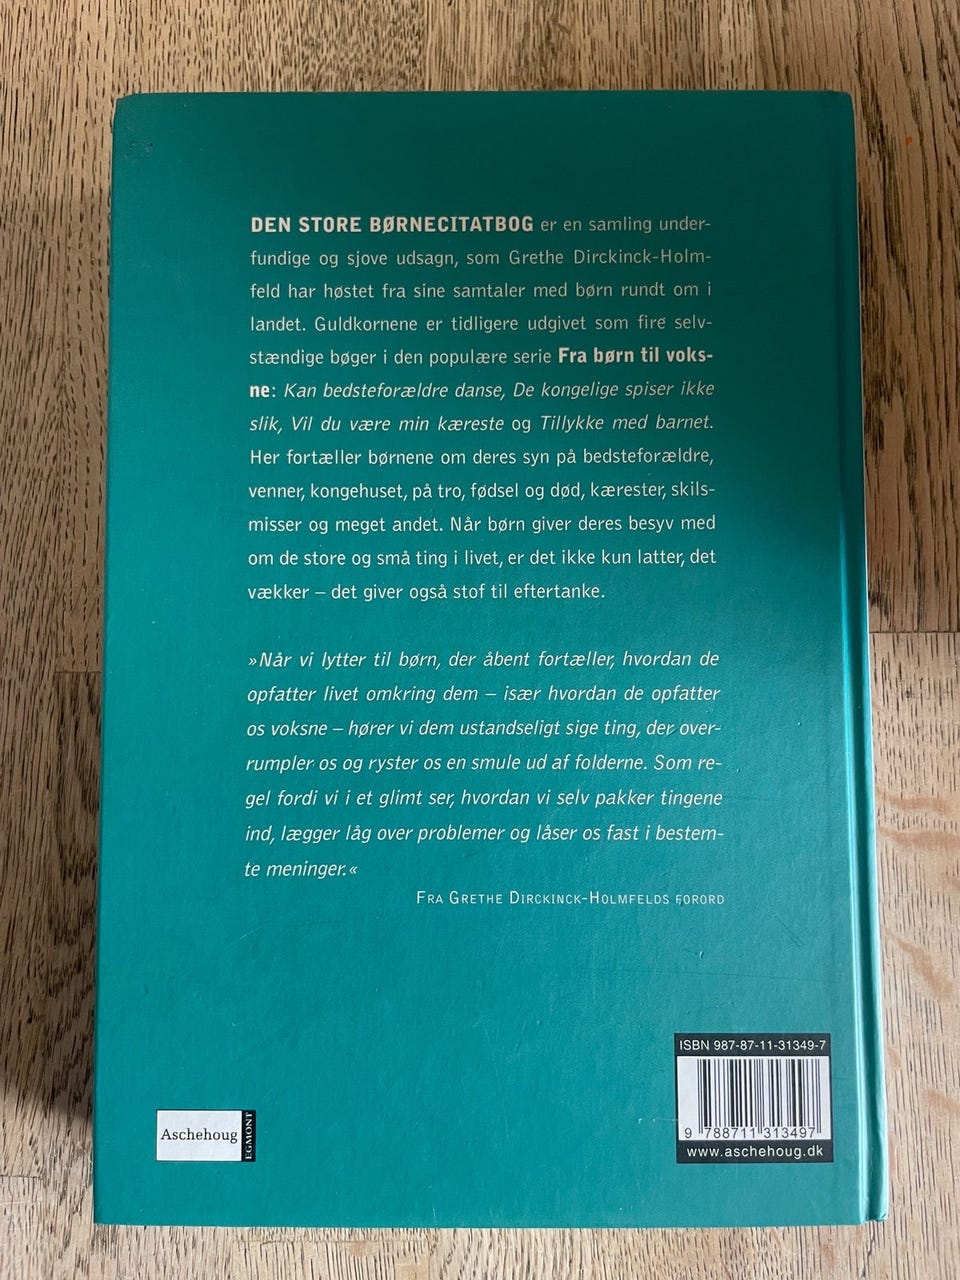 DEN STORE BØRNECITATBOG er en samling under-
fundige og sjove udsagn, som Grethe Dirckinck-Holm-
feld har høstet fra sine samtaler med børn rundt om i
landet. Guldkornene er tidligere udgivet som fire selv-
stændige bøger i den populære serie Fra børn til voks-
ne: Kan bedsteforældre danse, De kongelige spiser ikke
slik, Vil du være min kæreste og Tillykke med barnet.
Her fortæller børnene om deres syn på bedsteforældre,
venner, kongehuset, på tro, fødsel og død, kærester, skils-
misser og meget andet. Når børn giver deres besyv med
om de store og små ting i livet, er det ikke kun latter, det
vækker – det giver også stof til eftertanke.
»Når vi lytter til børn, der åbent fortæller, hvordan de
opfatter livet omkring dem – især hvordan de opfatter
os voksne – hører vi dem ustandseligt sige ting, der over-
rumpler os og ryster os en smule ud af folderne. Som re-
gel fordi vi i et glimt ser, hvordan vi selv pakker tingene
ind, lægger låg over problemer og låser os fast i bestem-
te meninger.«
FRA GRETHE DIRCKINCK-HOLMFELDS FORORD
ISBN 987-87-11-31349-7
9 788711 313497
www.aschehoug.dk
Aschehoug
EGMONT